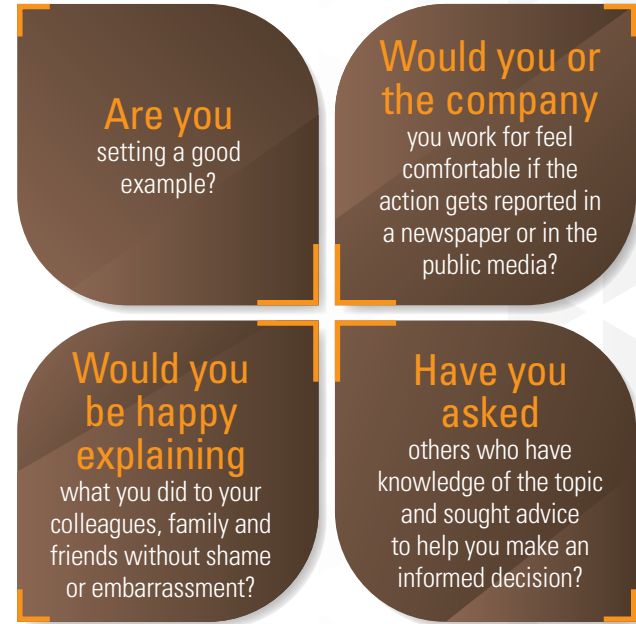 Are you
setting a good
example?
Would you or
the company
you work for feel
comfortable if the
action gets reported in
a newspaper or in the
public media?
Would you
be happy
explaining
what you did to your
colleagues, family and
friends without shame
or embarrassment?
Have you
asked
others who have
knowledge of the topic
and sought advice
to help you make an
informed decision?